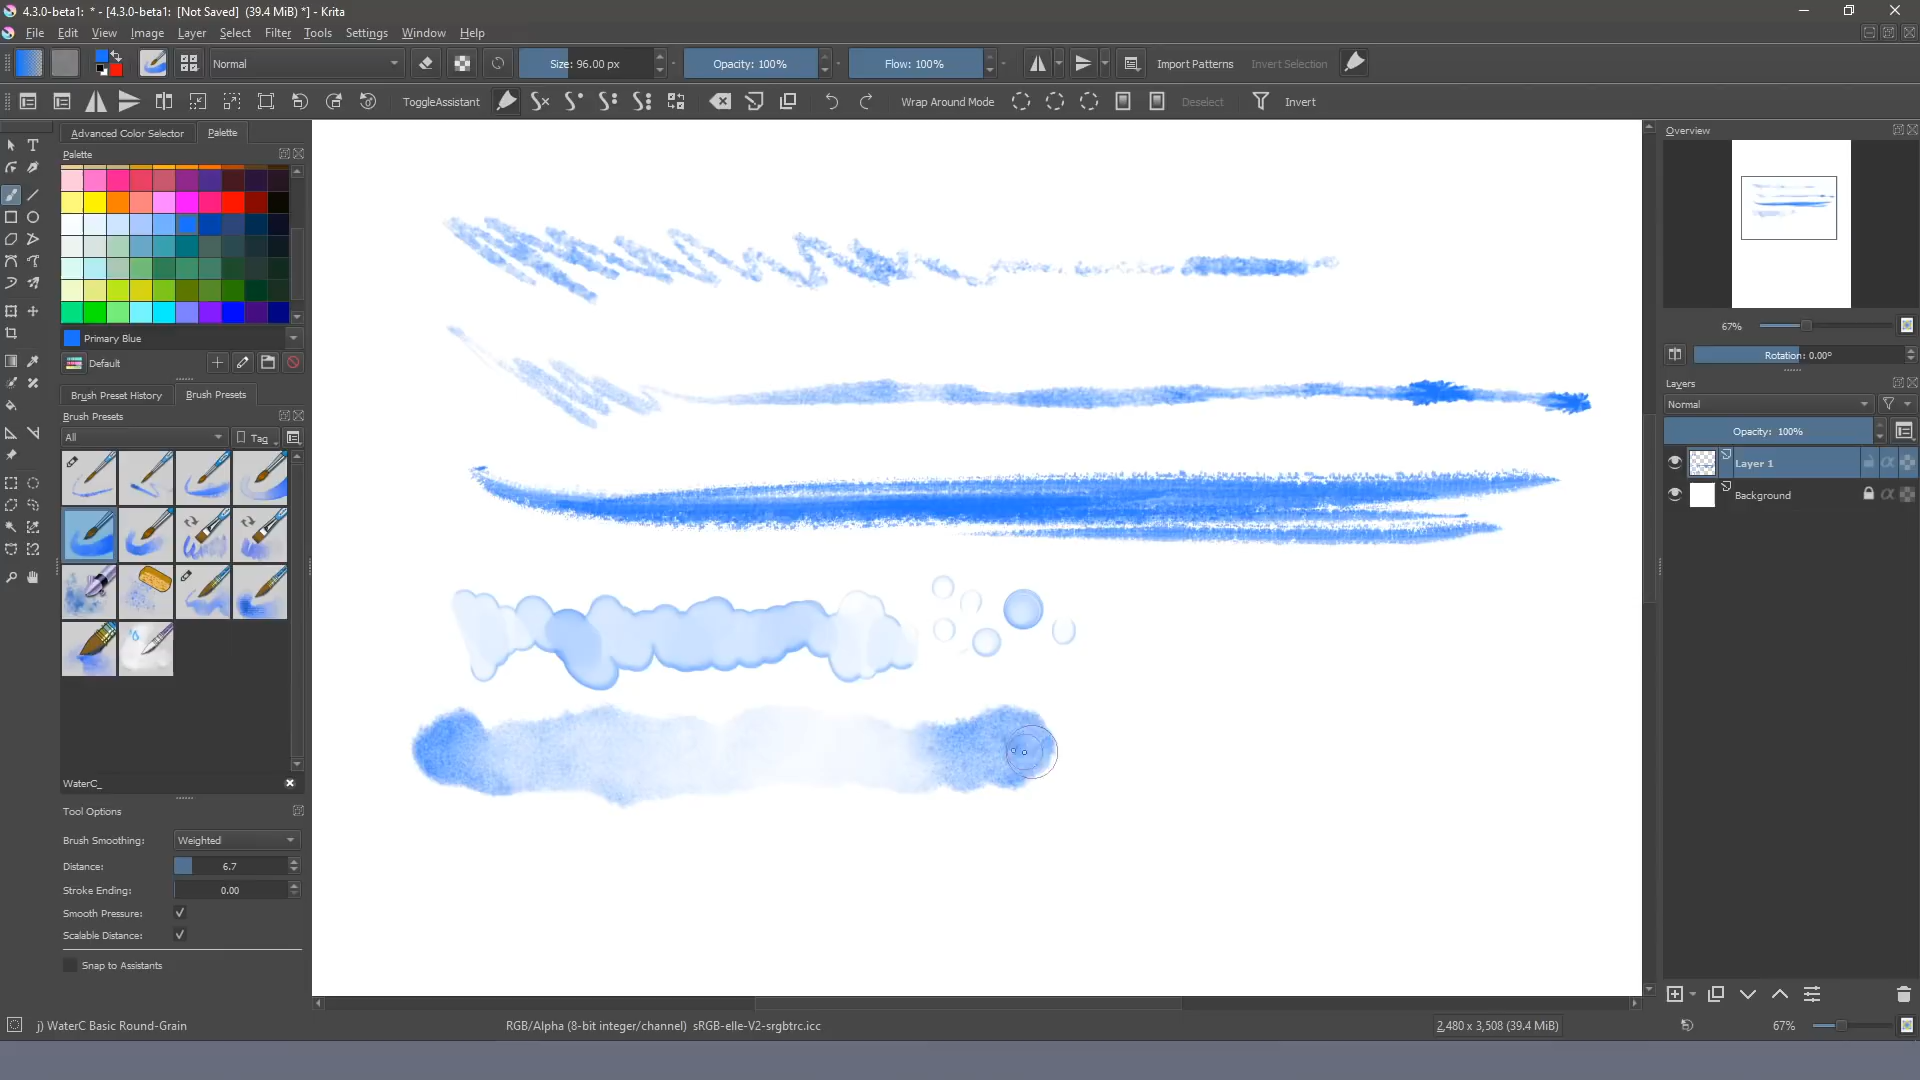 4.3.0-beta1:  * - [4.3.0-beta1:  [Not Saved]  (39.4 MiB) *] - Krita
File Edit View Image Layer Select Filter Tools Settings Window Help
Normal Size: 96.00 px Opacity: 100% Flow: 100% Import Patterns Invert Selection
ToggleAssistant Wrap Around Mode Deselect Invert
Advanced Color Selector Palette
Palette
Primary Blue
Default
Brush Preset History Brush Presets
Brush Presets
All Tag
WaterC_
Tool Options
Brush Smoothing: Weighted
Distance: 6.7
Stroke Ending: 0.00
Smooth Pressure:
Scalable Distance:
Snap to Assistants
Overview
67%
Rotation: 0.00°
Layers
Normal
Opacity: 100%
Layer 1
Background
j) WaterC Basic Round-Grain RGB/Alpha (8-bit integer/channel)  sRGB-elle-V2-srgbtrc.icc 2,480 x 3,508 (39.4 MiB) 67%